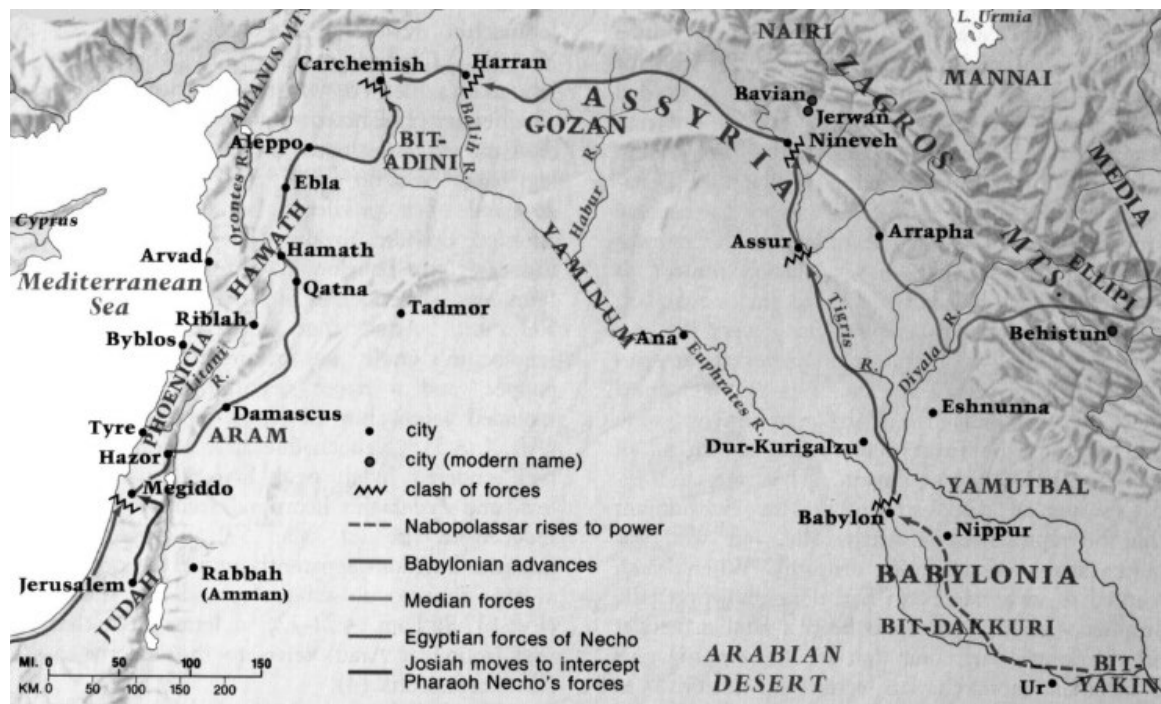 L. Urmia
NAIRI
MANNAI
ZAGROS
MTS.
AMANUS MTS
Carchemish
Harran
Bavian
Jerwan
Nineveh
ASSYRIA
GOZAN
Balih R.
BIT-
ADINI
Aleppo
Ebla
MEDIA
Orontes R.
Habur R.
Cyprus
Arvad
HAMATH
Hamath
YAMINUM
Assur
Arrapha
ELLIPI
Mediterranean
Sea
Qatna
Tadmor
Riblah
Byblos
Ana
Tigris R.
Behistun
PHOENICIA
Litani R.
Euphrates R.
Diyala R.
Damascus
Eshnunna
Tyre
ARAM
Hazor
Dur-Kurigalzu
Megiddo
YAMUTBAL
Babylon
Nippur
Jerusalem
JUDAH
Rabbah
(Amman)
BABYLONIA
BIT-DAKKURI
ARABIAN
DESERT
BIT-
YAKIN
Ur
city
city (modern name)
clash of forces
Nabopolassar rises to power
Babylonian advances
Median forces
Egyptian forces of Necho
Josiah moves to intercept
Pharaoh Necho's forces
MI. 0 50 100 150
KM. 0 50 100 150 200